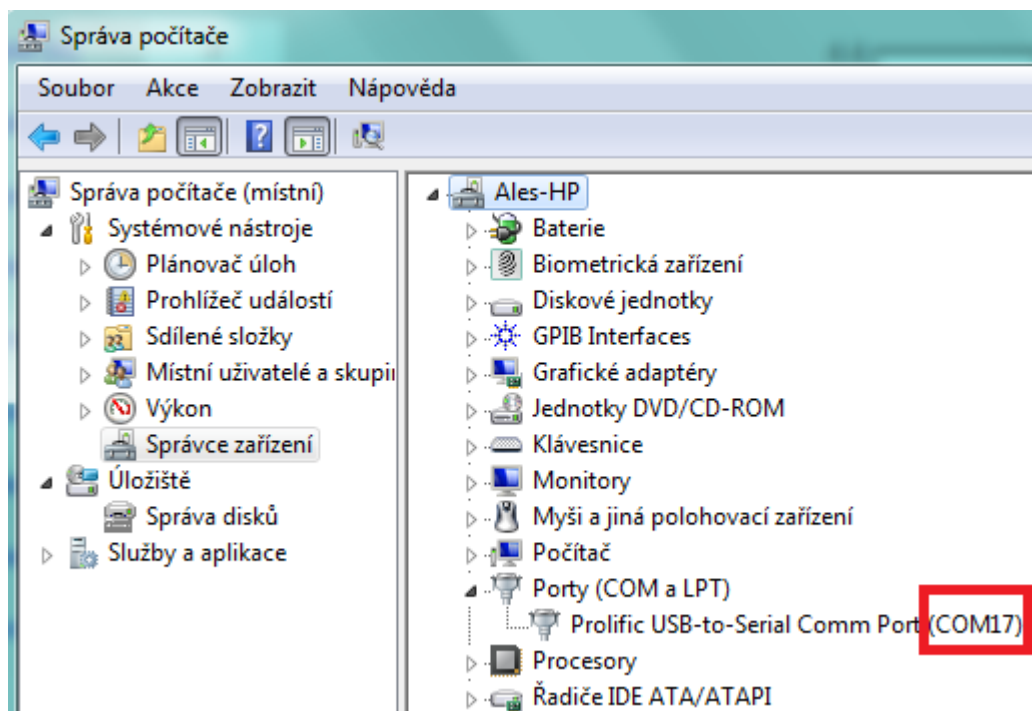 Správa počítače
Soubor Akce Zobrazit Nápověda
Správa počítače (místní)
Systémové nástroje
Plánovač úloh
Prohlížeč událostí
Sdílené složky
Místní uživatelé a skupin
Výkon
Správce zařízení
Úložiště
Správa disků
Služby a aplikace
Ales-HP
Baterie
Biometrická zařízení
Diskové jednotky
GPIB Interfaces
Grafické adaptéry
Jednotky DVD/CD-ROM
Klávesnice
Monitory
Myši a jiná polohovací zařízení
Počítač
Porty (COM a LPT)
Prolific USB-to-Serial Comm Port (COM17)
Procesory
Řadiče IDE ATA/ATAPI